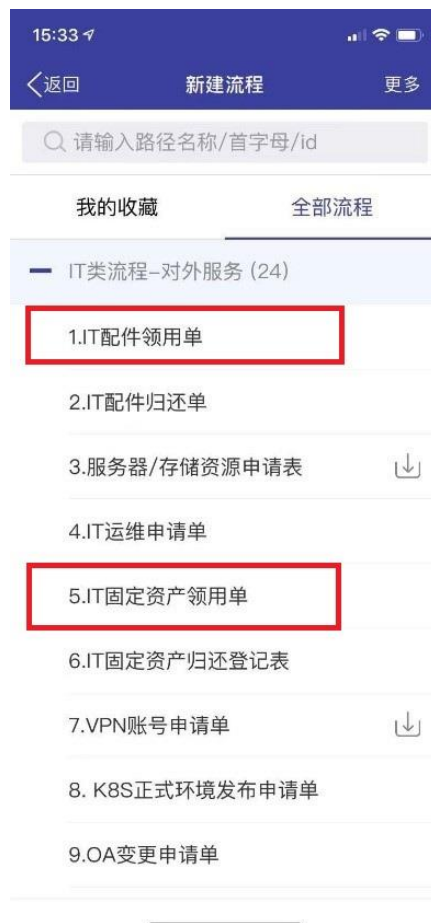 15:33
返回 新建流程 更多
请输入路径名称/首字母/id
我的收藏 全部流程
IT类流程-对外服务 (24)
1.IT配件领用单
2.IT配件归还单
3.服务器/存储资源申请表
4.IT运维申请单
5.IT固定资产领用单
6.IT固定资产归还登记表
7.VPN账号申请单
8. K8S正式环境发布申请单
9.OA变更申请单